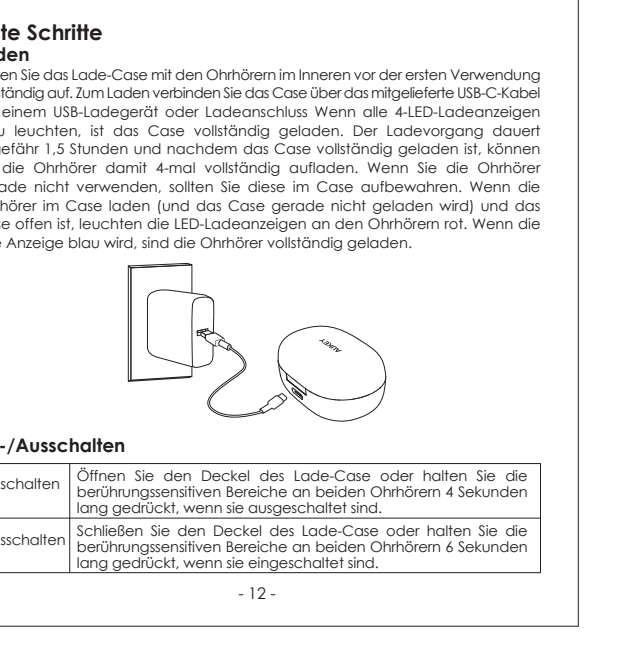 te Schritte
den
en Sie das Lade-Case mit den Ohrhörern im Inneren vor der ersten Verwendung
ständig auf. Zum Laden verbinden Sie das Case über das mitgelieferte USB-C-Kabel
einem USB-Ladegerät oder Ladeanschluss Wenn alle 4-LED-Ladeanzeigen
u leuchten, ist das Case vollständig geladen. Der Ladevorgang dauert
gefähr 1,5 Stunden und nachdem das Case vollständig geladen ist, können
die Ohrhörer damit 4-mal vollständig aufladen. Wenn Sie die Ohrhörer
ade nicht verwenden, sollten Sie diese im Case aufbewahren. Wenn die
hörer im Case laden (und das Case gerade nicht geladen wird) und das
se offen ist, leuchten die LED-Ladeanzeigen an den Ohrhörern rot. Wenn die
e Anzeige blau wird, sind die Ohrhörer vollständig geladen.
AUKEY
-/Ausschalten
schalten
Öffnen Sie den Deckel des Lade-Case oder halten Sie die
berührungssensitiven Bereiche an beiden Ohrhörern 4 Sekunden
lang gedrückt, wenn sie ausgeschaltet sind.
sschalten
Schließen Sie den Deckel des Lade-Case oder halten Sie die
berührungssensitiven Bereiche an beiden Ohrhörern 6 Sekunden
lang gedrückt, wenn sie eingeschaltet sind.
- 12 -